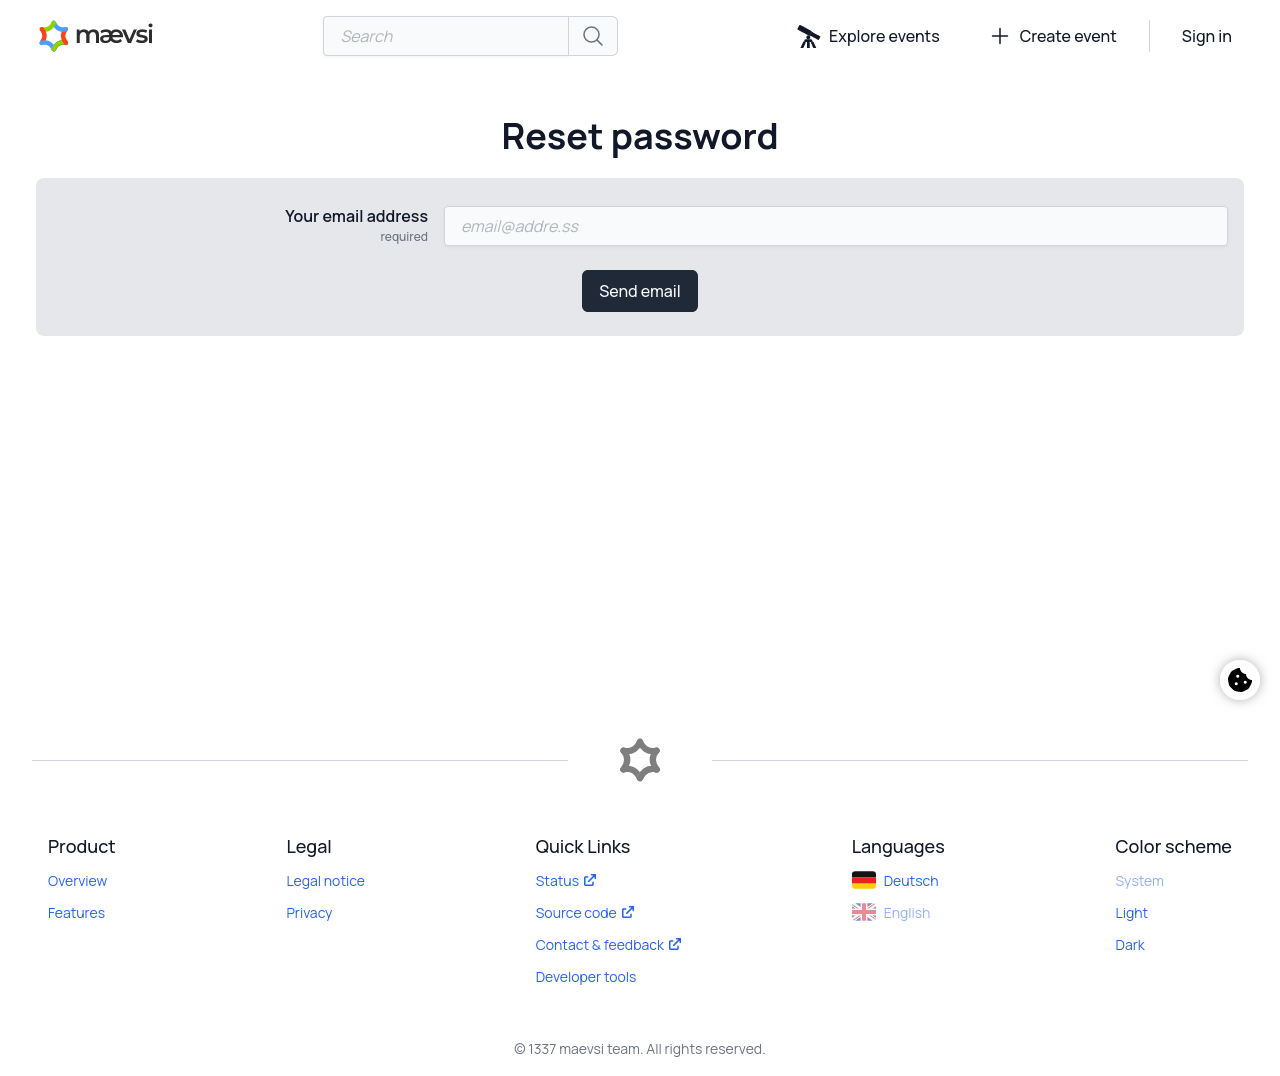 mævsi
Search
Explore events
Create event
Sign in
Reset password
Your email address
required
email@addre.ss
Send email
Product
Overview
Features
Legal
Legal notice
Privacy
Quick Links
Status
Source code
Contact & feedback
Developer tools
Languages
Deutsch
English
Color scheme
System
Light
Dark
© 1337 maevsi team. All rights reserved.